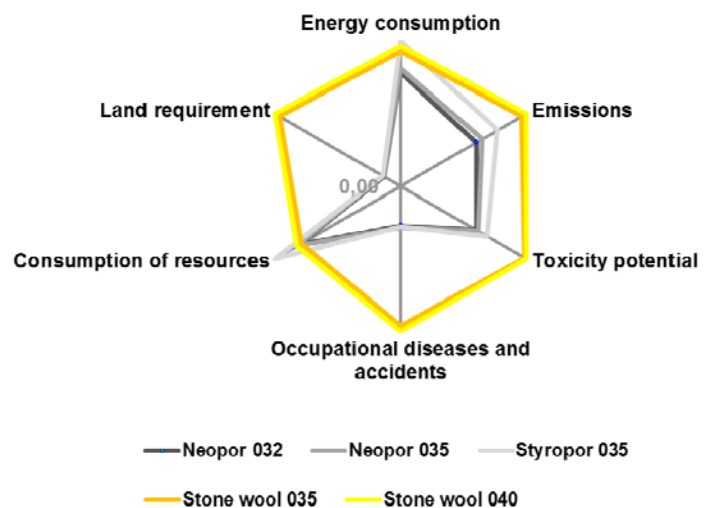 Energy consumption
Land requirement
Emissions
0,00
Consumption of resources
Toxicity potential
Occupational diseases and
accidents
Neopor 032
Neopor 035
Styropor 035
Stone wool 035
Stone wool 040